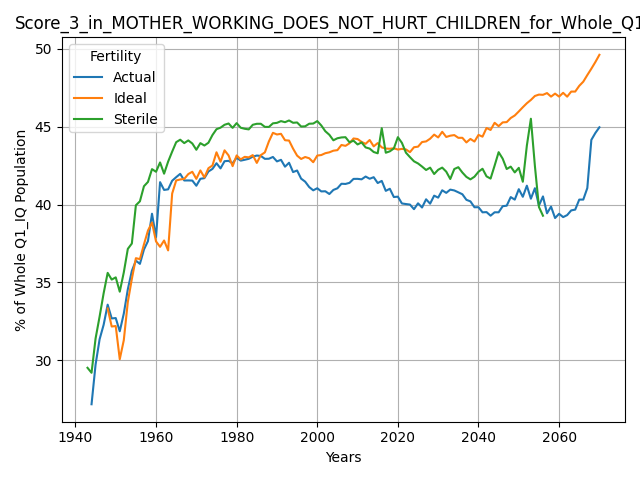 Score_3_in_MOTHER_WORKING_DOES_NOT_HURT_CHILDREN_for_Whole_Q1
50
45
40
35
30
% of Whole Q1_IQ Population
Fertility
Actual
Ideal
Sterile
1940 1960 1980 2000 2020 2040 2060
Years